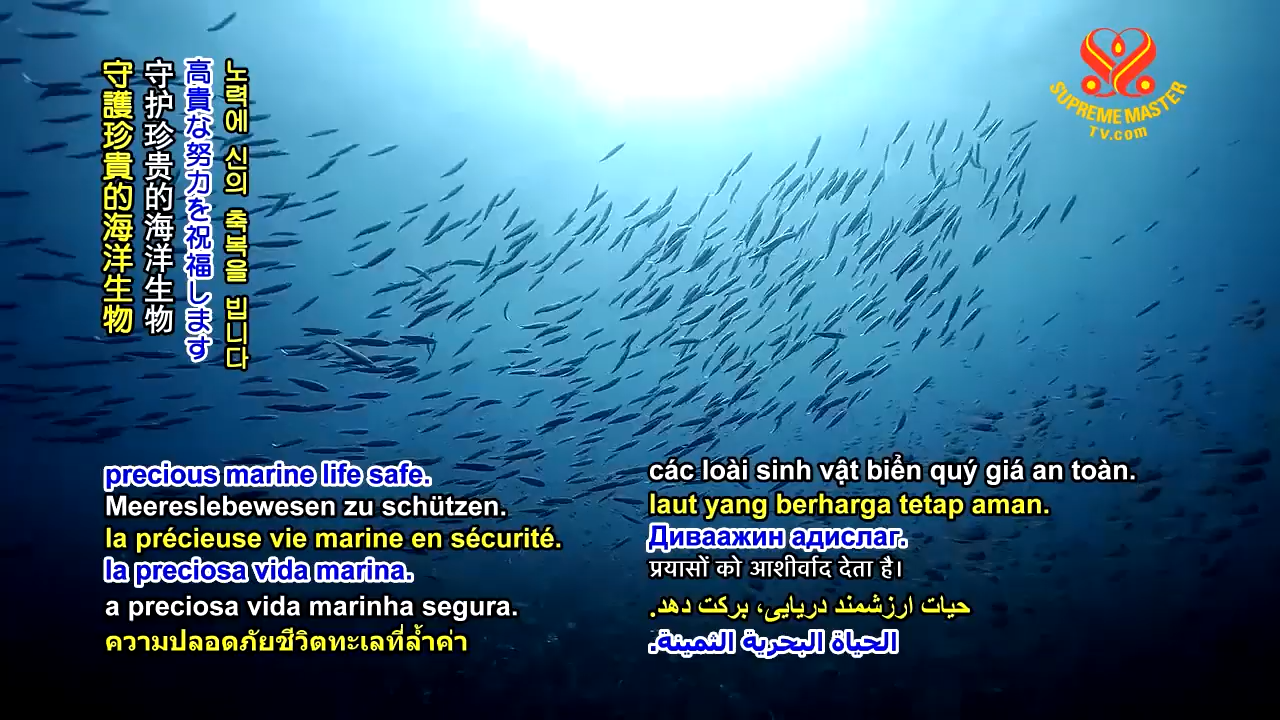 守護珍貴的海洋生物
守护珍贵的海洋生物
高貴な努力を祝福します
노력에 신의 축복을 빕니다
SUPREME MASTER
TV.com
precious marine life safe.
Meereslebewesen zu schützen.
la précieuse vie marine en sécurité.
la preciosa vida marina.
a preciosa vida marinha segura.
ความปลอดภัยชีวิตทะเลที่ล้ำค่า
các loài sinh vật biển quý giá an toàn.
laut yang berharga tetap aman.
Диваажин адислаг.
प्रयासों को आशीर्वाद देता है।
حیات ارزشمند دریایی، برکت دهد.
الحياة البحرية الثمينة.